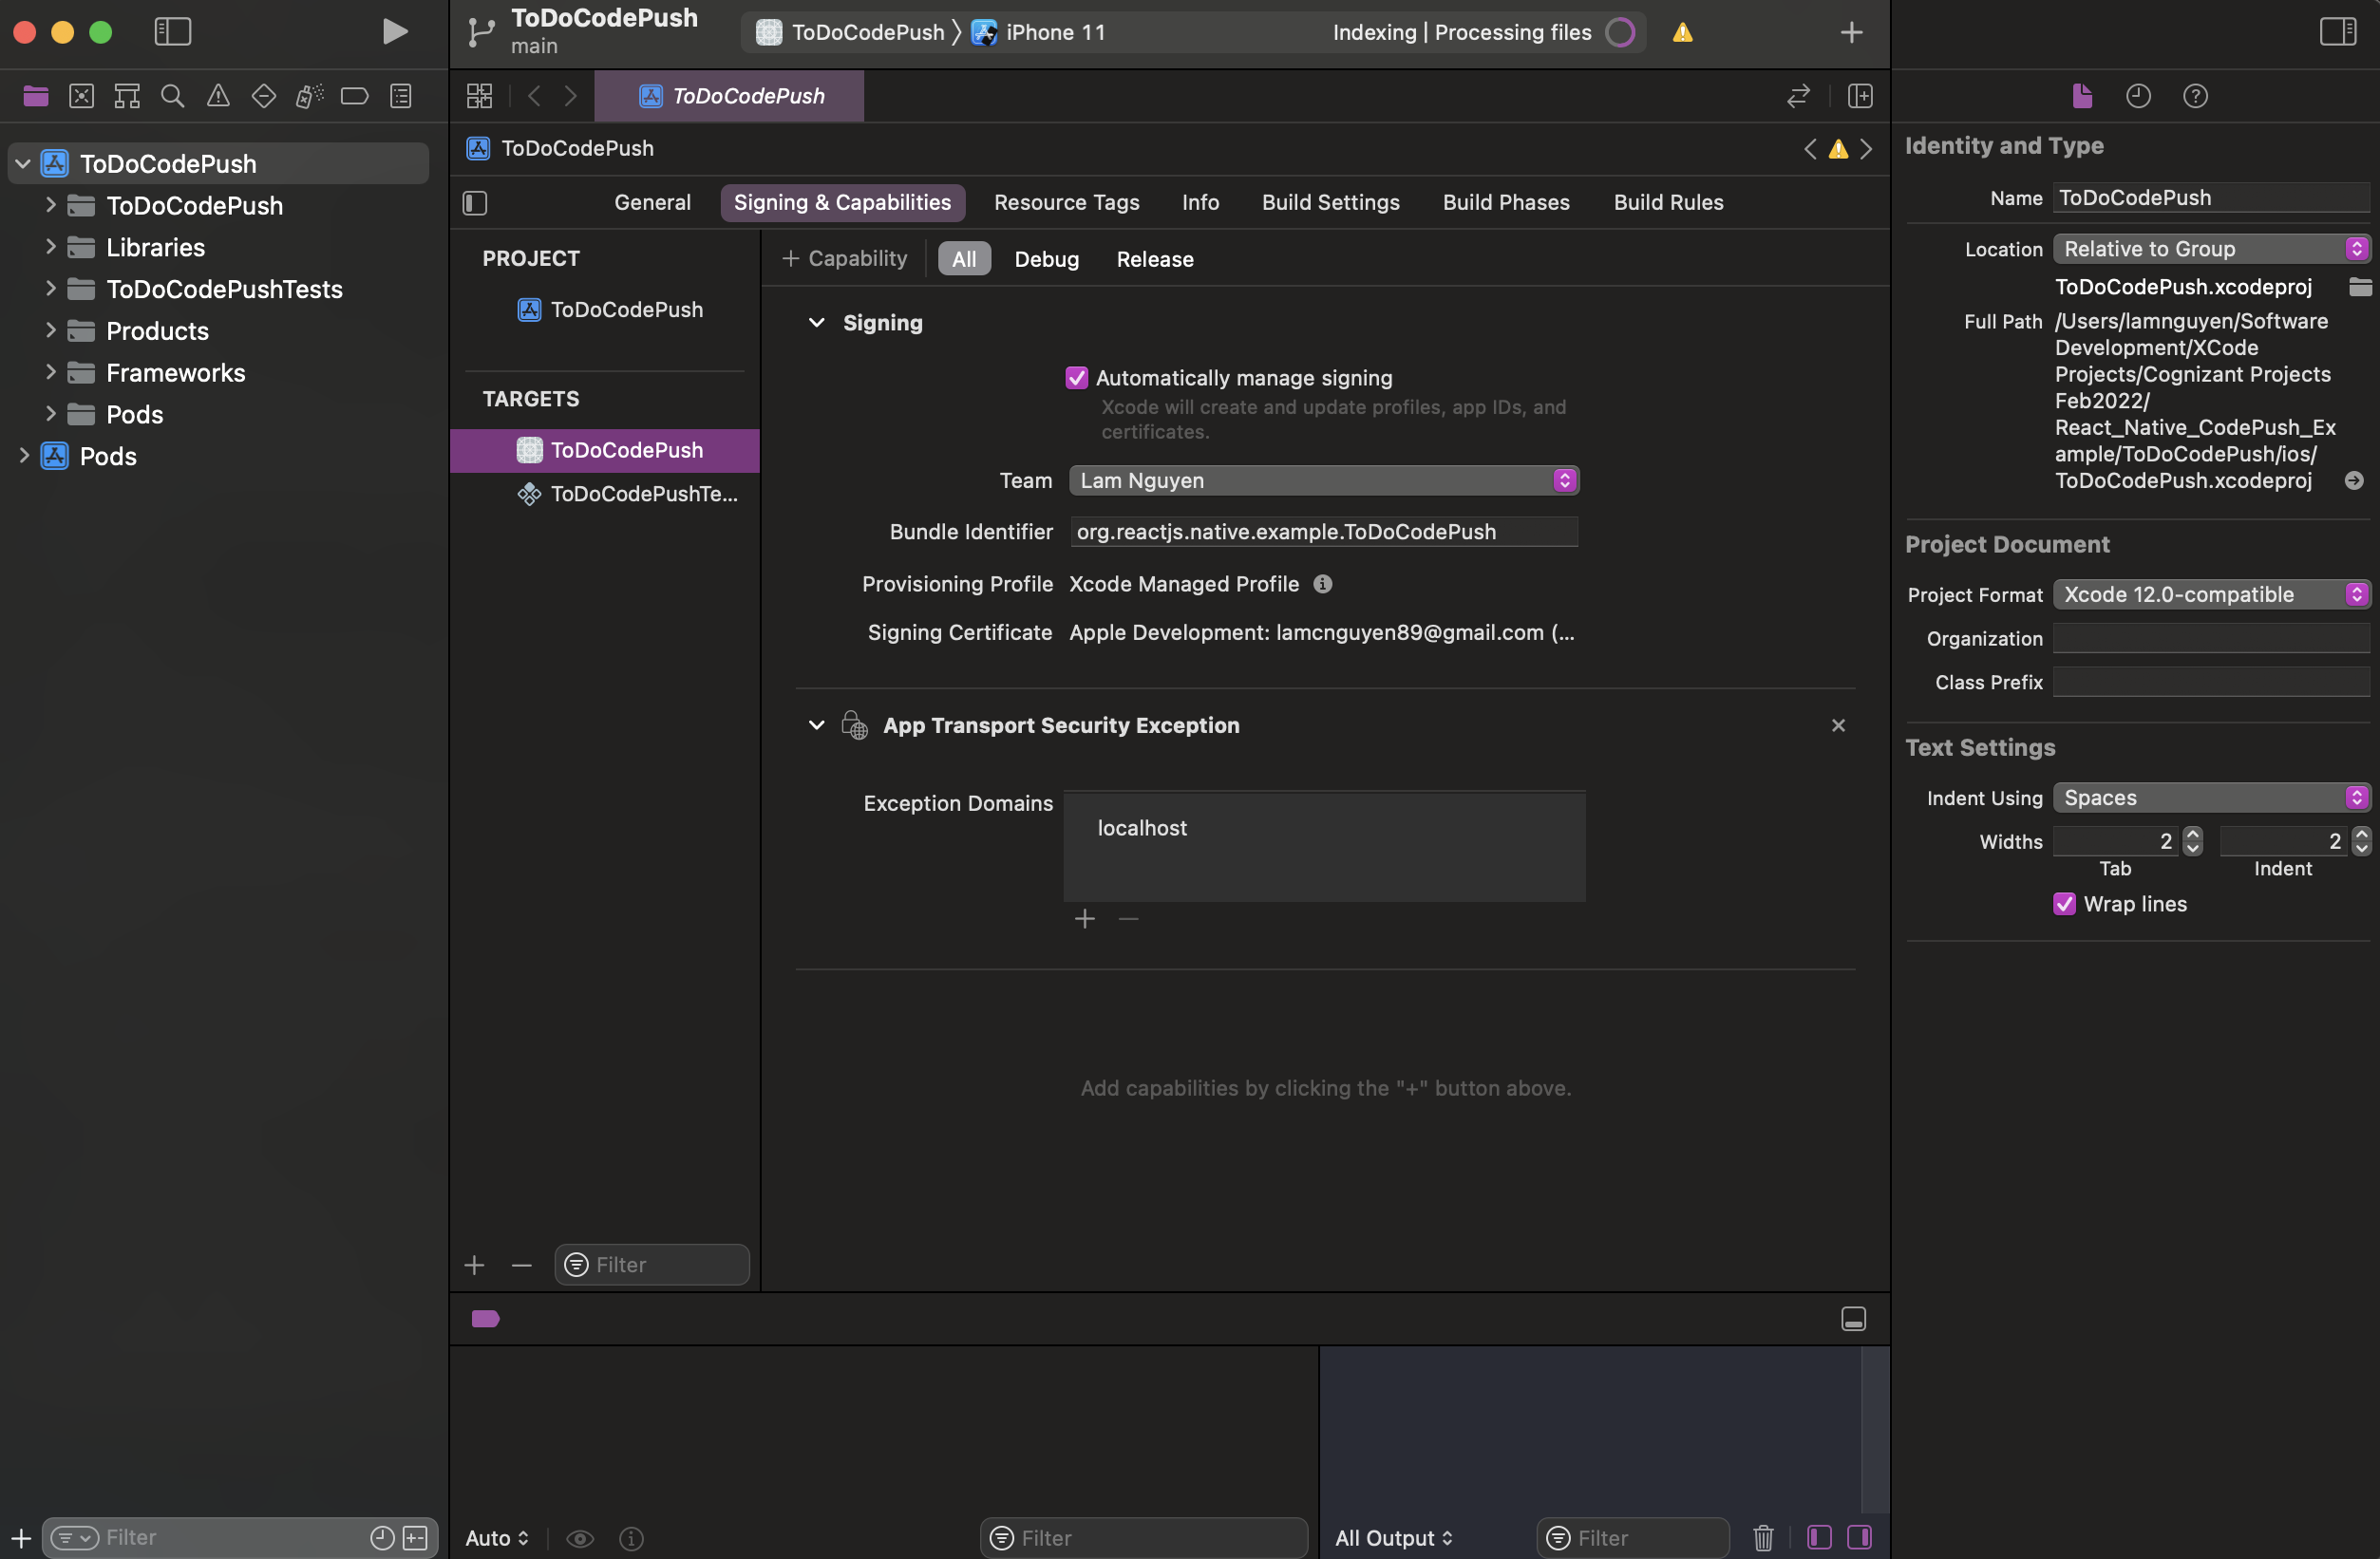 ToDoCodePush
main
ToDoCodePush
iPhone 11
Indexing | Processing files
ToDoCodePush
ToDoCodePush
Libraries
ToDoCodePushTests
Products
Frameworks
Pods
Pods
Filter
ToDoCodePush
ToDoCodePush
General
Signing & Capabilities
Resource Tags
Info
Build Settings
Build Phases
Build Rules
PROJECT
ToDoCodePush
TARGETS
ToDoCodePush
ToDoCodePushTe...
Filter
+ Capability
All
Debug
Release
Signing
Automatically manage signing
Xcode will create and update profiles, app IDs, and
certificates.
Team
Lam Nguyen
Bundle Identifier
org.reactjs.native.example.ToDoCodePush
Provisioning Profile
Xcode Managed Profile
Signing Certificate
Apple Development: lamcnguyen89@gmail.com (...
App Transport Security Exception
Exception Domains
localhost
Add capabilities by clicking the "+" button above.
Auto
Filter
All Output
Filter
Identity and Type
Name
ToDoCodePush
Location
Relative to Group
ToDoCodePush.xcodeproj
Full Path
/Users/lamnguyen/Software
Development/XCode
Projects/Cognizant Projects
Feb2022/
React_Native_CodePush_Ex
ample/ToDoCodePush/ios/
ToDoCodePush.xcodeproj
Project Document
Project Format
Xcode 12.0-compatible
Organization
Class Prefix
Text Settings
Indent Using
Spaces
Widths
2
2
Tab
Indent
Wrap lines